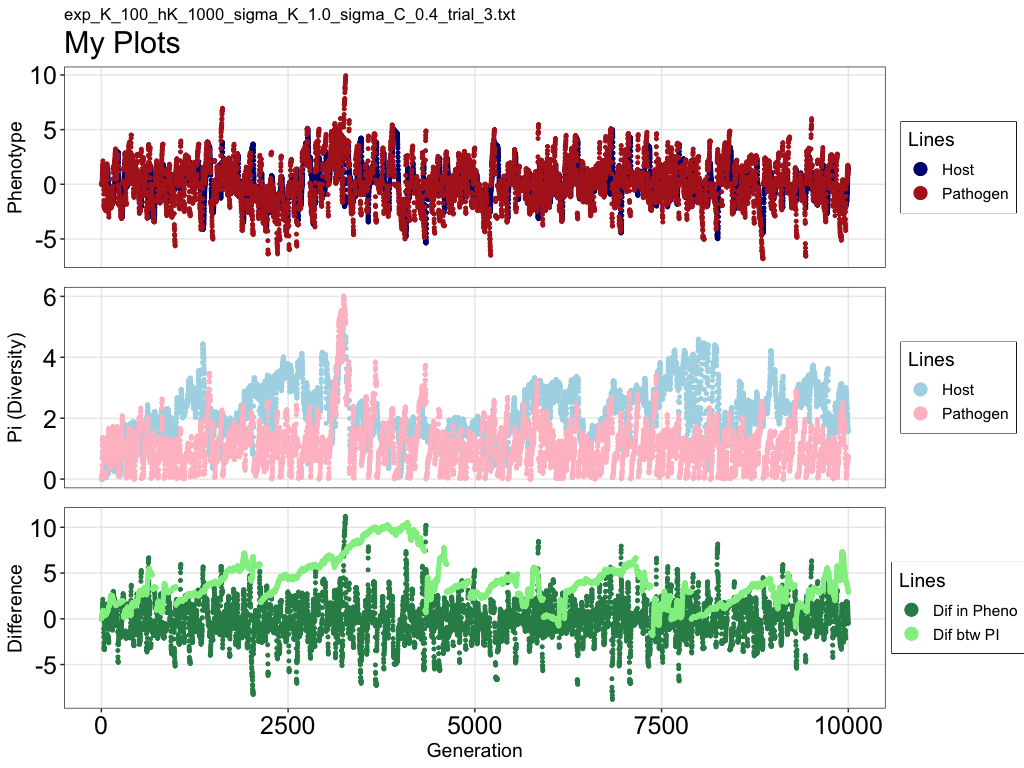 exp_K_100_hK_1000_sigma_K_1.0_sigma_C_0.4_trial_3.txt
My Plots
Phenotype
10
5
0
-5
Lines
Host
Pathogen
Pi (Diversity)
6
4
2
0
Lines
Host
Pathogen
Difference
10
5
0
-5
Lines
Dif in Pheno
Dif btw PI
0 2500 5000 7500 10000
Generation